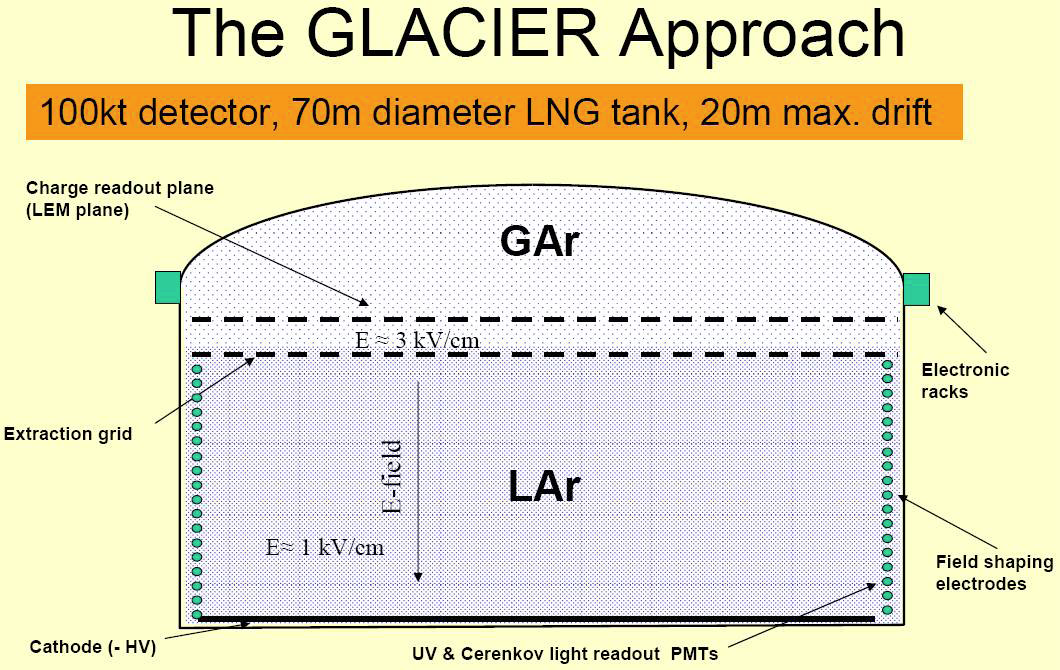 The GLACIER Approach
100kt detector, 70m diameter LNG tank, 20m max. drift
Charge readout plane
(LEM plane)
GAr
E ≈ 3 kV/cm
Electronic
racks
Extraction grid
E-field
LAr
E≈ 1 kV/cm
Field shaping
electrodes
Cathode (- HV)
UV & Cerenkov light readout PMTs